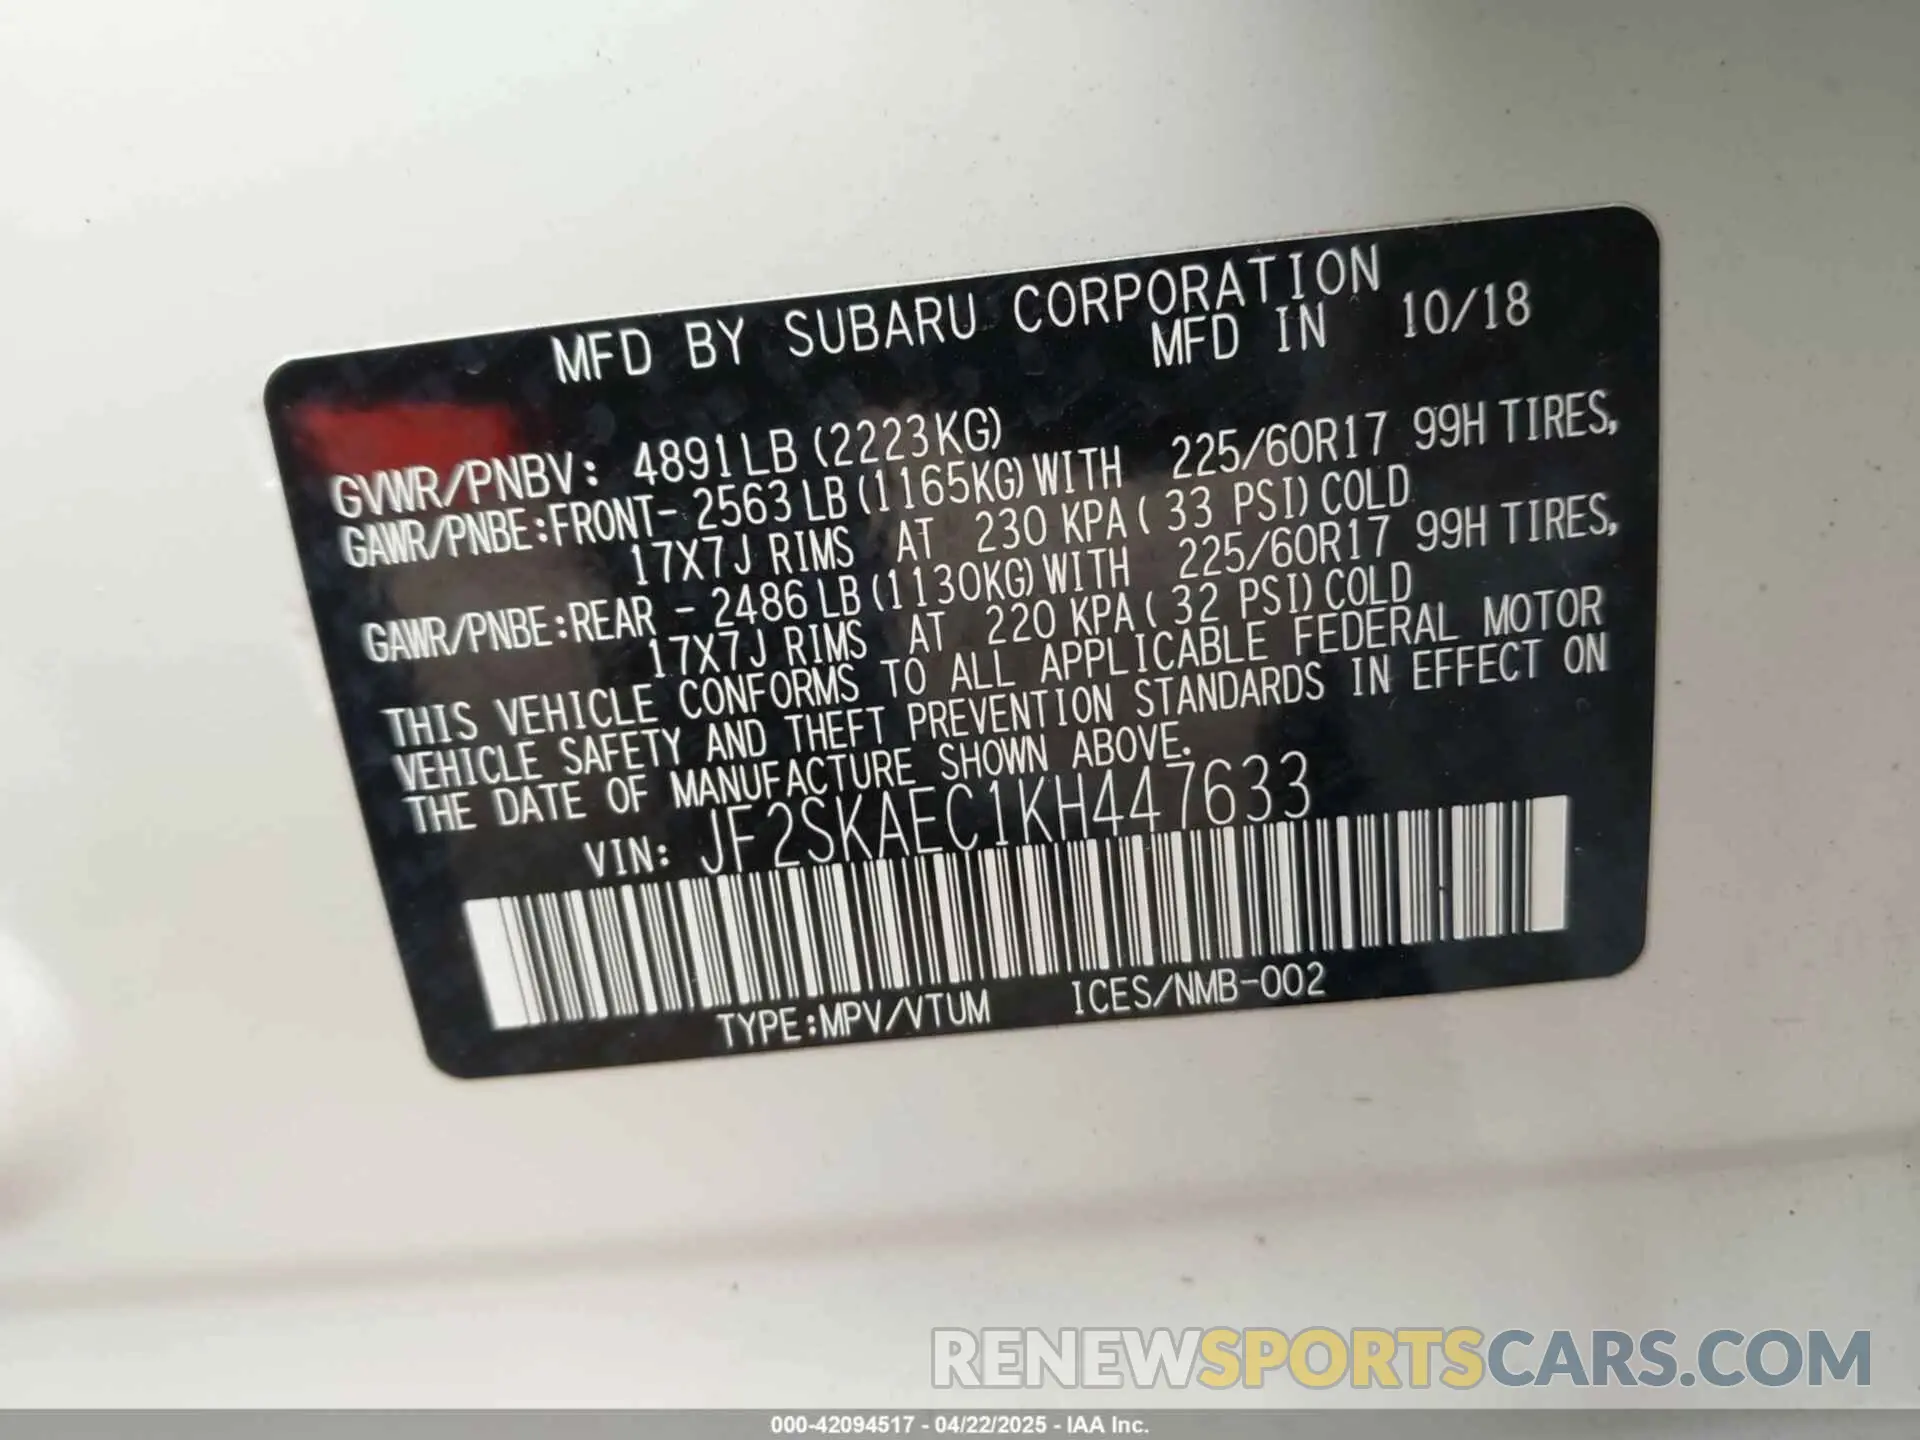 MFD BY SUBARU CORPORATION
MFD IN 10/18
GVWR/PNBV: 4891LB (2223KG)
GAWR/PNBE:FRONT- 2563LB (1165KG) WITH 225/60R17 99H TIRES,
17X7J RIMS AT 230 KPA ( 33 PSI) COLD
GAWR/PNBE:REAR - 2486LB (1130KG) WITH 225/60R17 99H TIRES,
17X7J RIMS AT 220 KPA ( 32 PSI) COLD
THIS VEHICLE CONFORMS TO ALL APPLICABLE FEDERAL MOTOR
VEHICLE SAFETY AND THEFT PREVENTION STANDARDS IN EFFECT ON
THE DATE OF MANUFACTURE SHOWN ABOVE.
VIN: JF2SKAEC1KH447633
TYPE:MPV/VTUM ICES/NMB-002
RENEWSPORTSCARS.COM
000-42094517 - 04/22/2025 - IAA Inc.